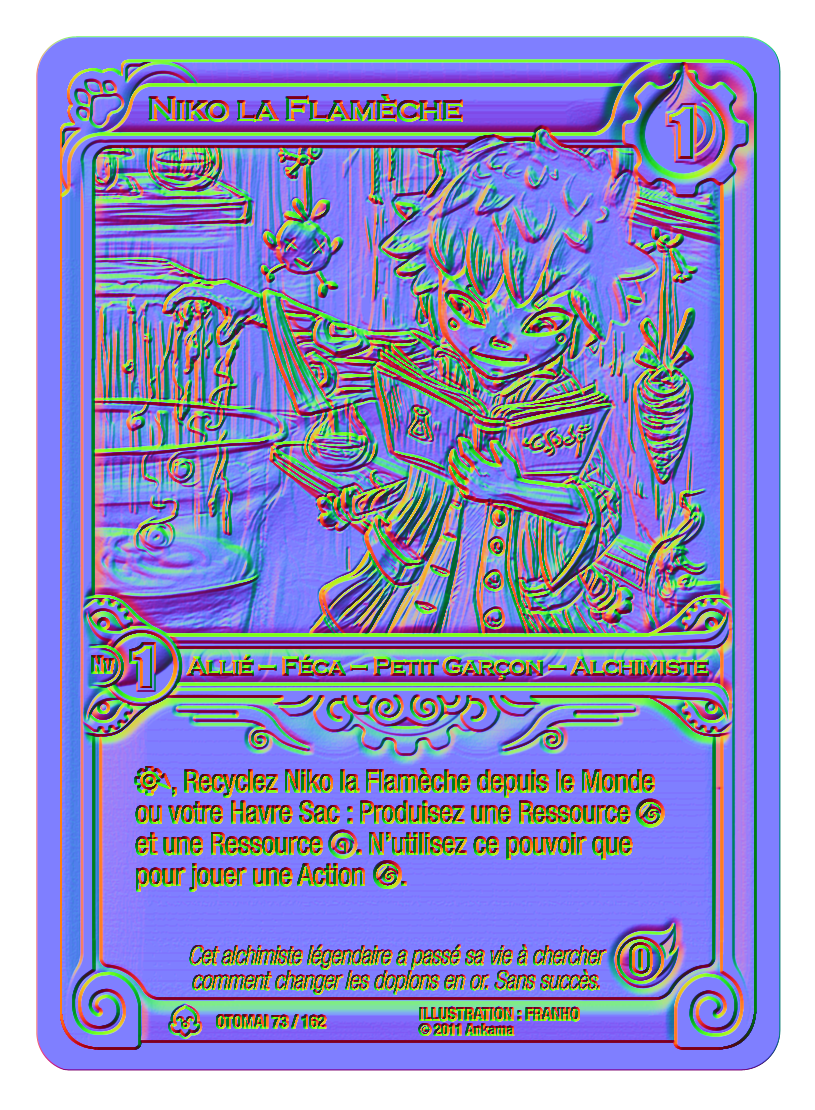 Niko la Flamèche
1
Lv 1
Allié – Féca – Petit Garçon – Alchimiste
, Recyclez Niko la Flamèche depuis le Monde
ou votre Havre Sac : Produisez une Ressource
et une Ressource . N'utilisez ce pouvoir que
pour jouer une Action .
Cet alchimiste légendaire a passé sa vie à chercher
comment changer les doplons en or. Sans succès.
0
OTOMAI 73 / 162
ILLUSTRATION : FRANHO
© 2011 Ankama